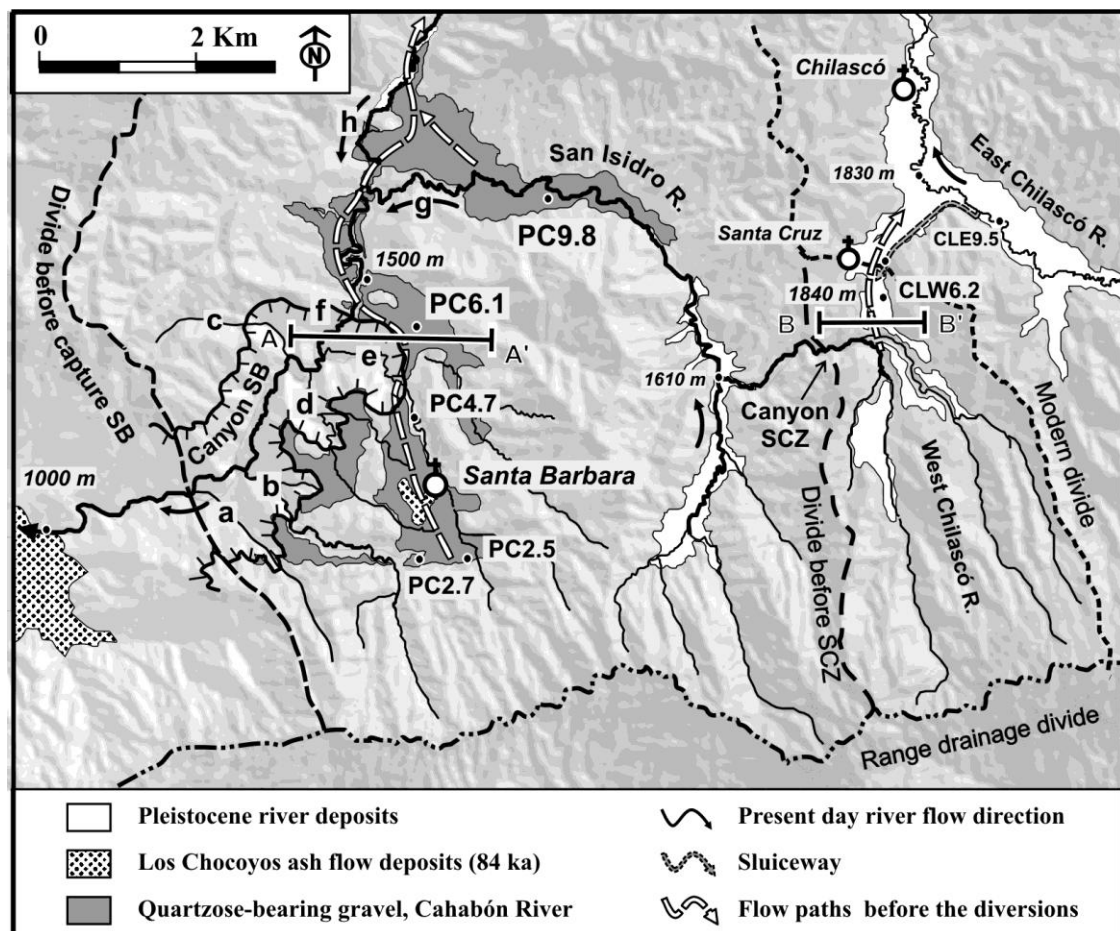 0 2 Km
N
Chilascó
h
San Isidro R.
East Chilascó R.
1830 m
g
Divide before capture SB
PC9.8
Santa Cruz
CLE9.5
1500 m
1840 m
CLW6.2
c
f
PC6.1
A
A'
B
B'
e
1610 m
Canyon SB
d
PC4.7
Canyon
SCZ
Modern divide
1000 m
b
Santa Barbara
West Chilascó R.
a
PC2.5
PC2.7
Divide before SCZ
Range drainage divide
Pleistocene river deposits
Present day river flow direction
Los Chocoyos ash flow deposits (84 ka)
Sluiceway
Quartzose-bearing gravel, Cahabón River
Flow paths before the diversions